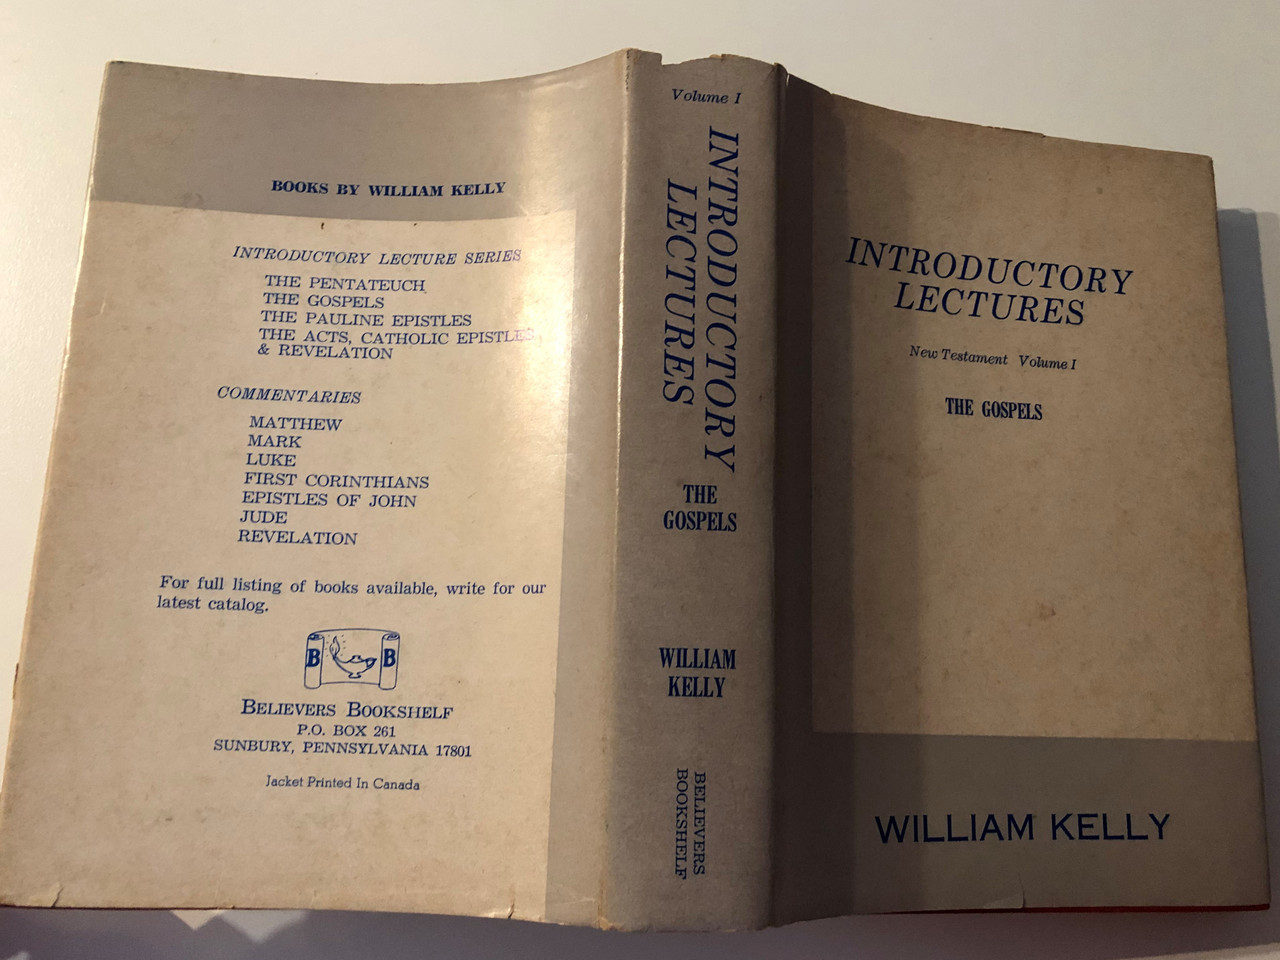 BOOKS BY WILLIAM KELLY
INTRODUCTORY LECTURE SERIES
THE PENTATEUCH
THE GOSPELS
THE PAULINE EPISTLES
THE ACTS, CATHOLIC EPISTLES
& REVELATION
COMMENTARIES
MATTHEW
MARK
LUKE
FIRST CORINTHIANS
EPISTLES OF JOHN
JUDE
REVELATION
For full listing of books available, write for our
latest catalog.
B B
BELIEVERS BOOKSHELF
P.O. BOX 261
SUNBURY, PENNSYLVANIA 17801
Jacket Printed In Canada
Volume I
INTRODUCTORY
LECTURES
THE
GOSPELS
WILLIAM
KELLY
BELIEVERS
BOOKSHELF
INTRODUCTORY
LECTURES
New Testament Volume I
THE GOSPELS
WILLIAM KELLY